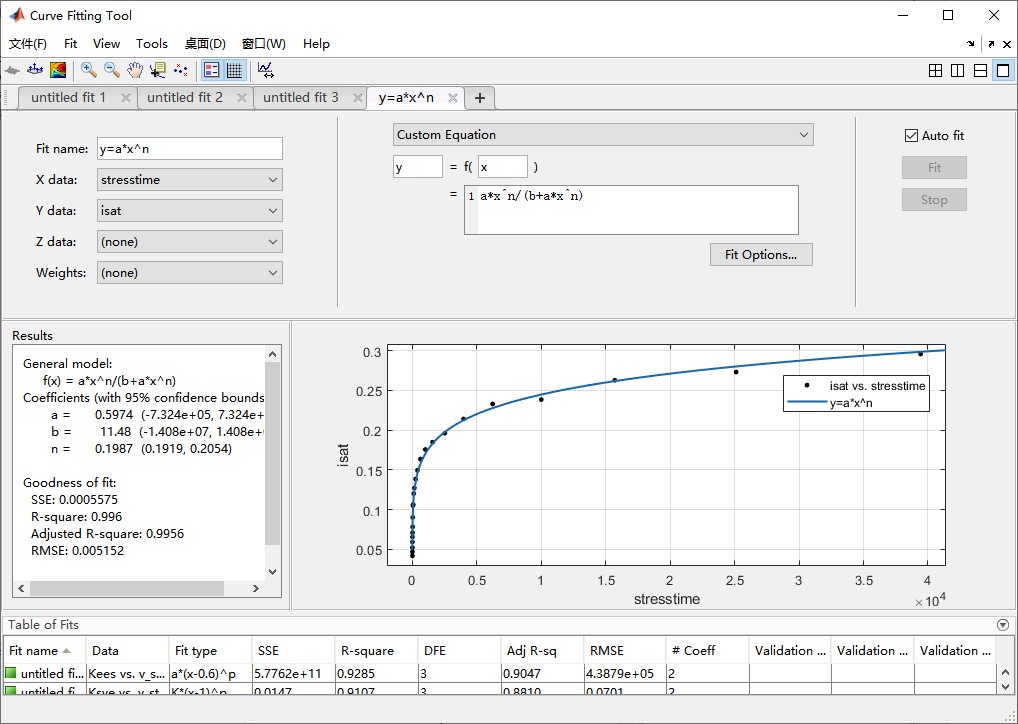 Curve Fitting Tool
文件(F) Fit View Tools 桌面(D) 窗口(W) Help
untitled fit 1 untitled fit 2 untitled fit 3 y=a*x^n
Fit name: y=a*x^n
X data: stresstime
Y data: isat
Z data: (none)
Weights: (none)
Custom Equation
y = f( x )
= 1 a*x^n/(b+a*x^n)
Fit Options...
Auto fit
Fit
Stop
Results
General model:
f(x) = a*x^n/(b+a*x^n)
Coefficients (with 95% confidence bounds
a = 0.5974 (-7.324e+05, 7.324e+
b = 11.48 (-1.408e+07, 1.408e+
n = 0.1987 (0.1919, 0.2054)
Goodness of fit:
SSE: 0.0005575
R-square: 0.996
Adjusted R-square: 0.9956
RMSE: 0.005152
0.3
0.25
0.2
0.15
0.1
0.05
isat
isat vs. stresstime
y=a*x^n
0 0.5 1 1.5 2 2.5 3 3.5 4
stresstime
×10^4
Table of Fits
Fit name Data Fit type SSE R-square DFE Adj R-sq RMSE # Coeff Validation ... Validation ... Validation ...
untitled fi... Kees vs. v_s... a*(x-0.6)^p 5.7762e+11 0.9285 3 0.9047 4.3879e+05 2
untitled fi... Ksve vs. v_st... K*(x-1)^p 0.0147 0.9107 3 0.8810 0.0701 2